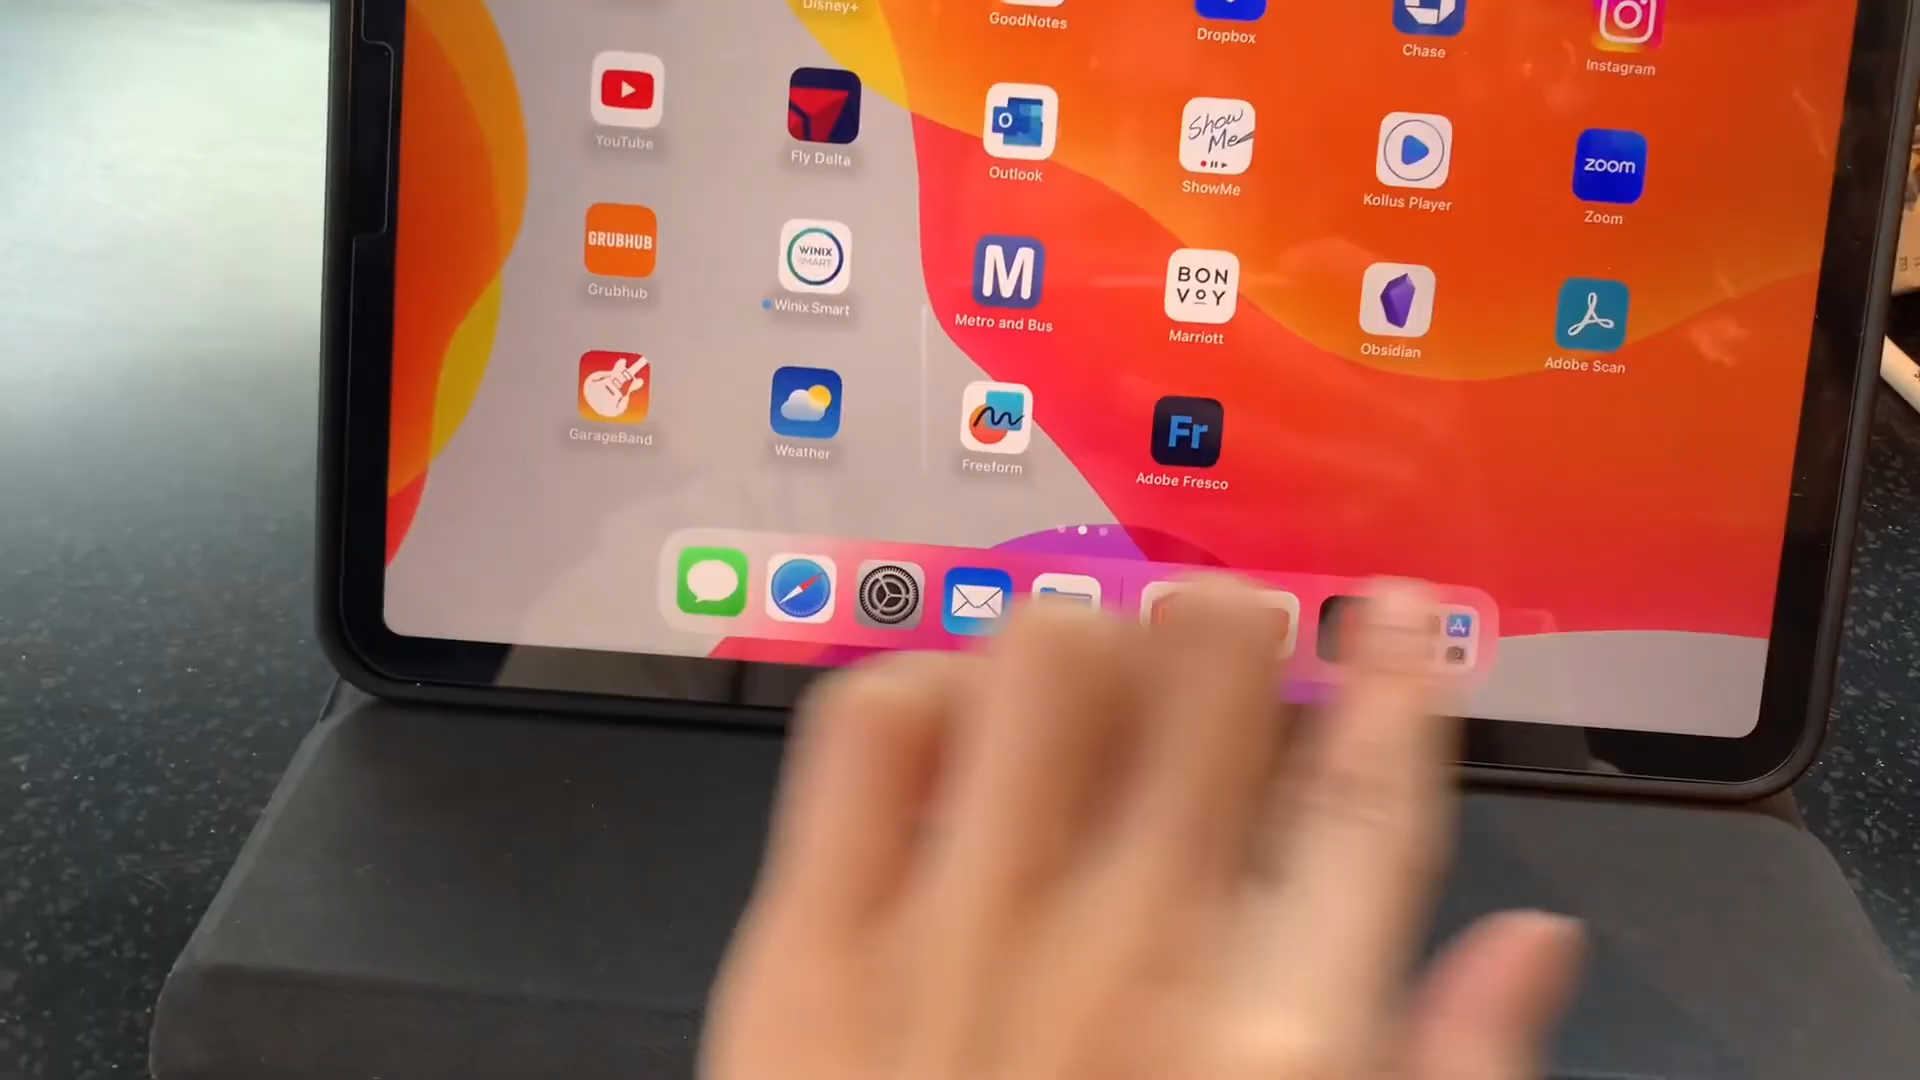 Disney+
GoodNotes
Dropbox
Chase
Instagram
YouTube
Fly Delta
O
Outlook
Show
Me
ShowMe
Kollus Player
zoom
Zoom
GRUBHUB
Grubhub
WINIX
SMART
Winix Smart
M
Metro and Bus
BON
VOY
Marriott
Obsidian
Adobe Scan
GarageBand
Weather
Freeform
Fr
Adobe Fresco